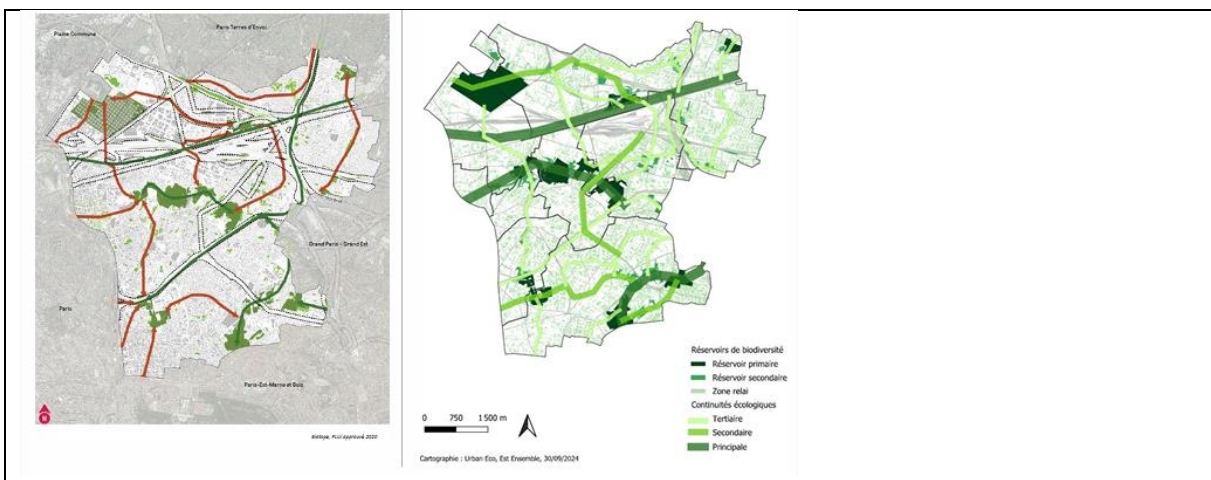 Plaine Commune
Paris Terres d'Envol
Grand Paris - Grand Est
Paris
Paris-Est-Marne et Bois
N
Biotope, PLUi approuvé 2020
Réservoirs de biodiversité
Réservoir primaire
Réservoir secondaire
Zone relai
Continuités écologiques
Tertiaire
Secondaire
Principale
0 750 1 500 m
Cartographie : Urban Eco, Est Ensemble, 30/09/2024